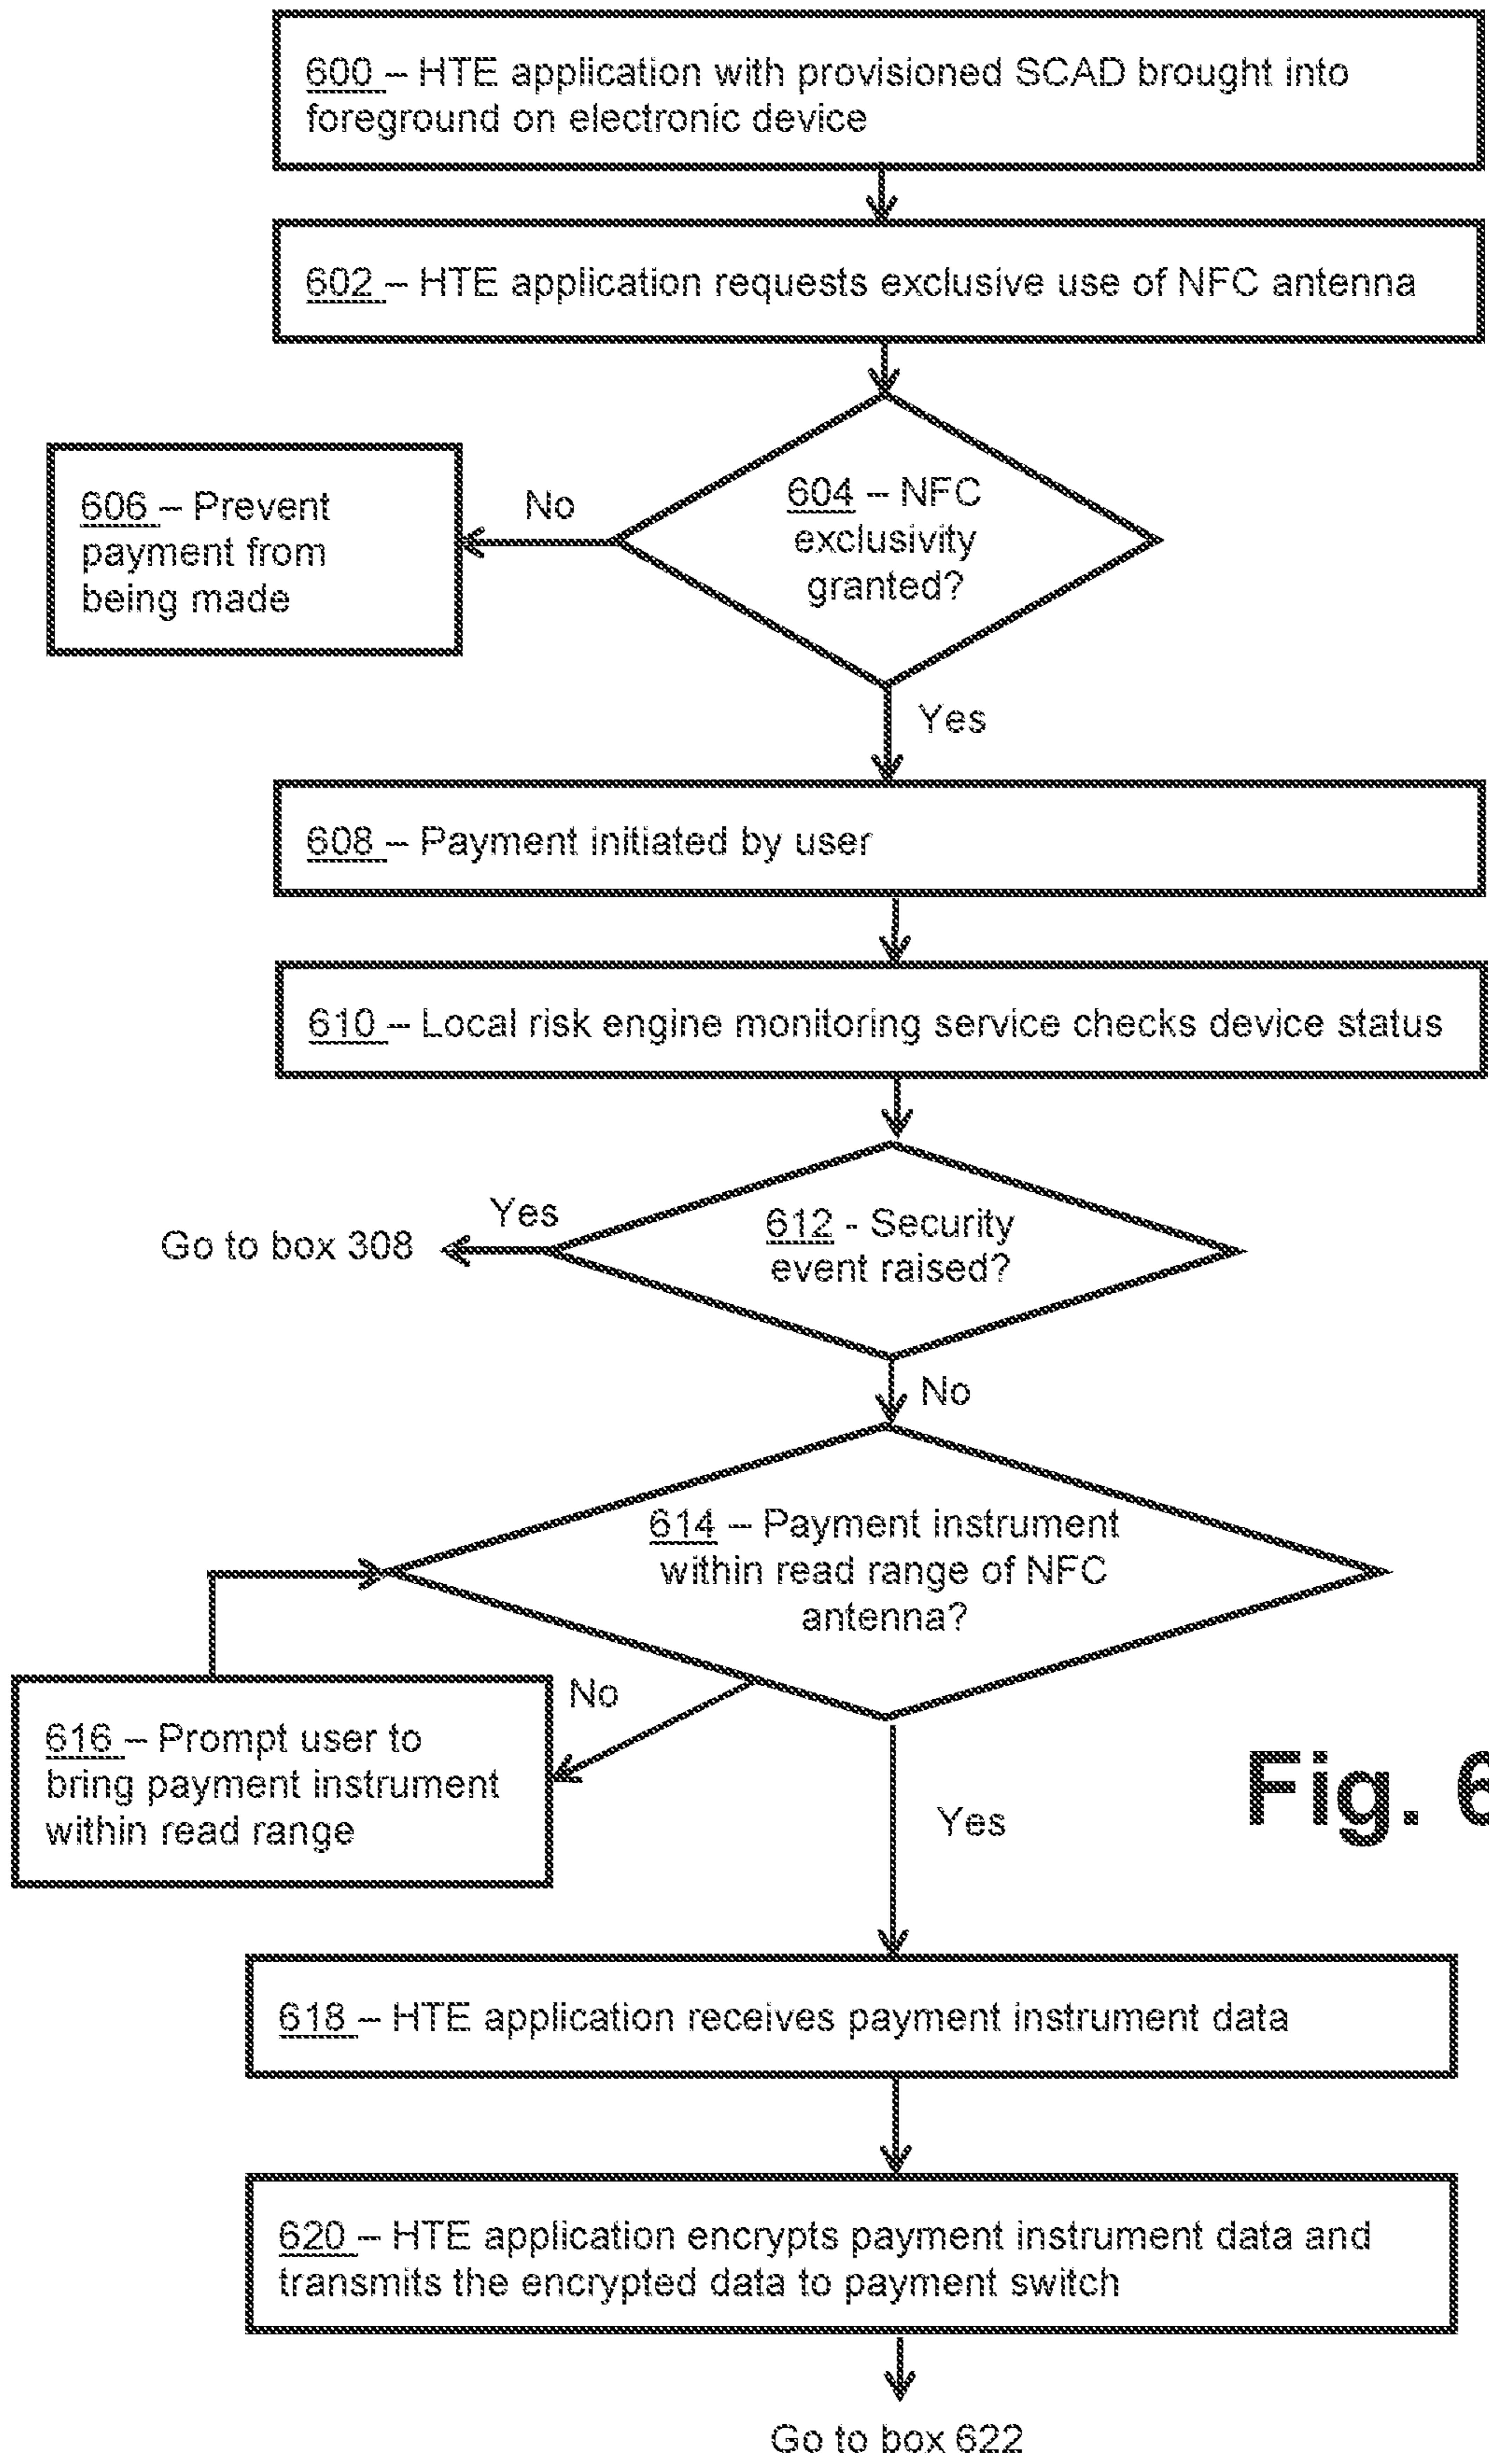 600 – HTE application with provisioned SCAD brought into
foreground on electronic device
602 – HTE application requests exclusive use of NFC antenna
604 – NFC
exclusivity
granted?
No
606 – Prevent
payment from
being made
Yes
608 – Payment initiated by user
610 – Local risk engine monitoring service checks device status
612 - Security
event raised?
Yes
Go to box 308
No
614 – Payment instrument
within read range of NFC
antenna?
No
616 – Prompt user to
bring payment instrument
within read range
Yes
Fig. 6
618 – HTE application receives payment instrument data
620 – HTE application encrypts payment instrument data and
transmits the encrypted data to payment switch
Go to box 622